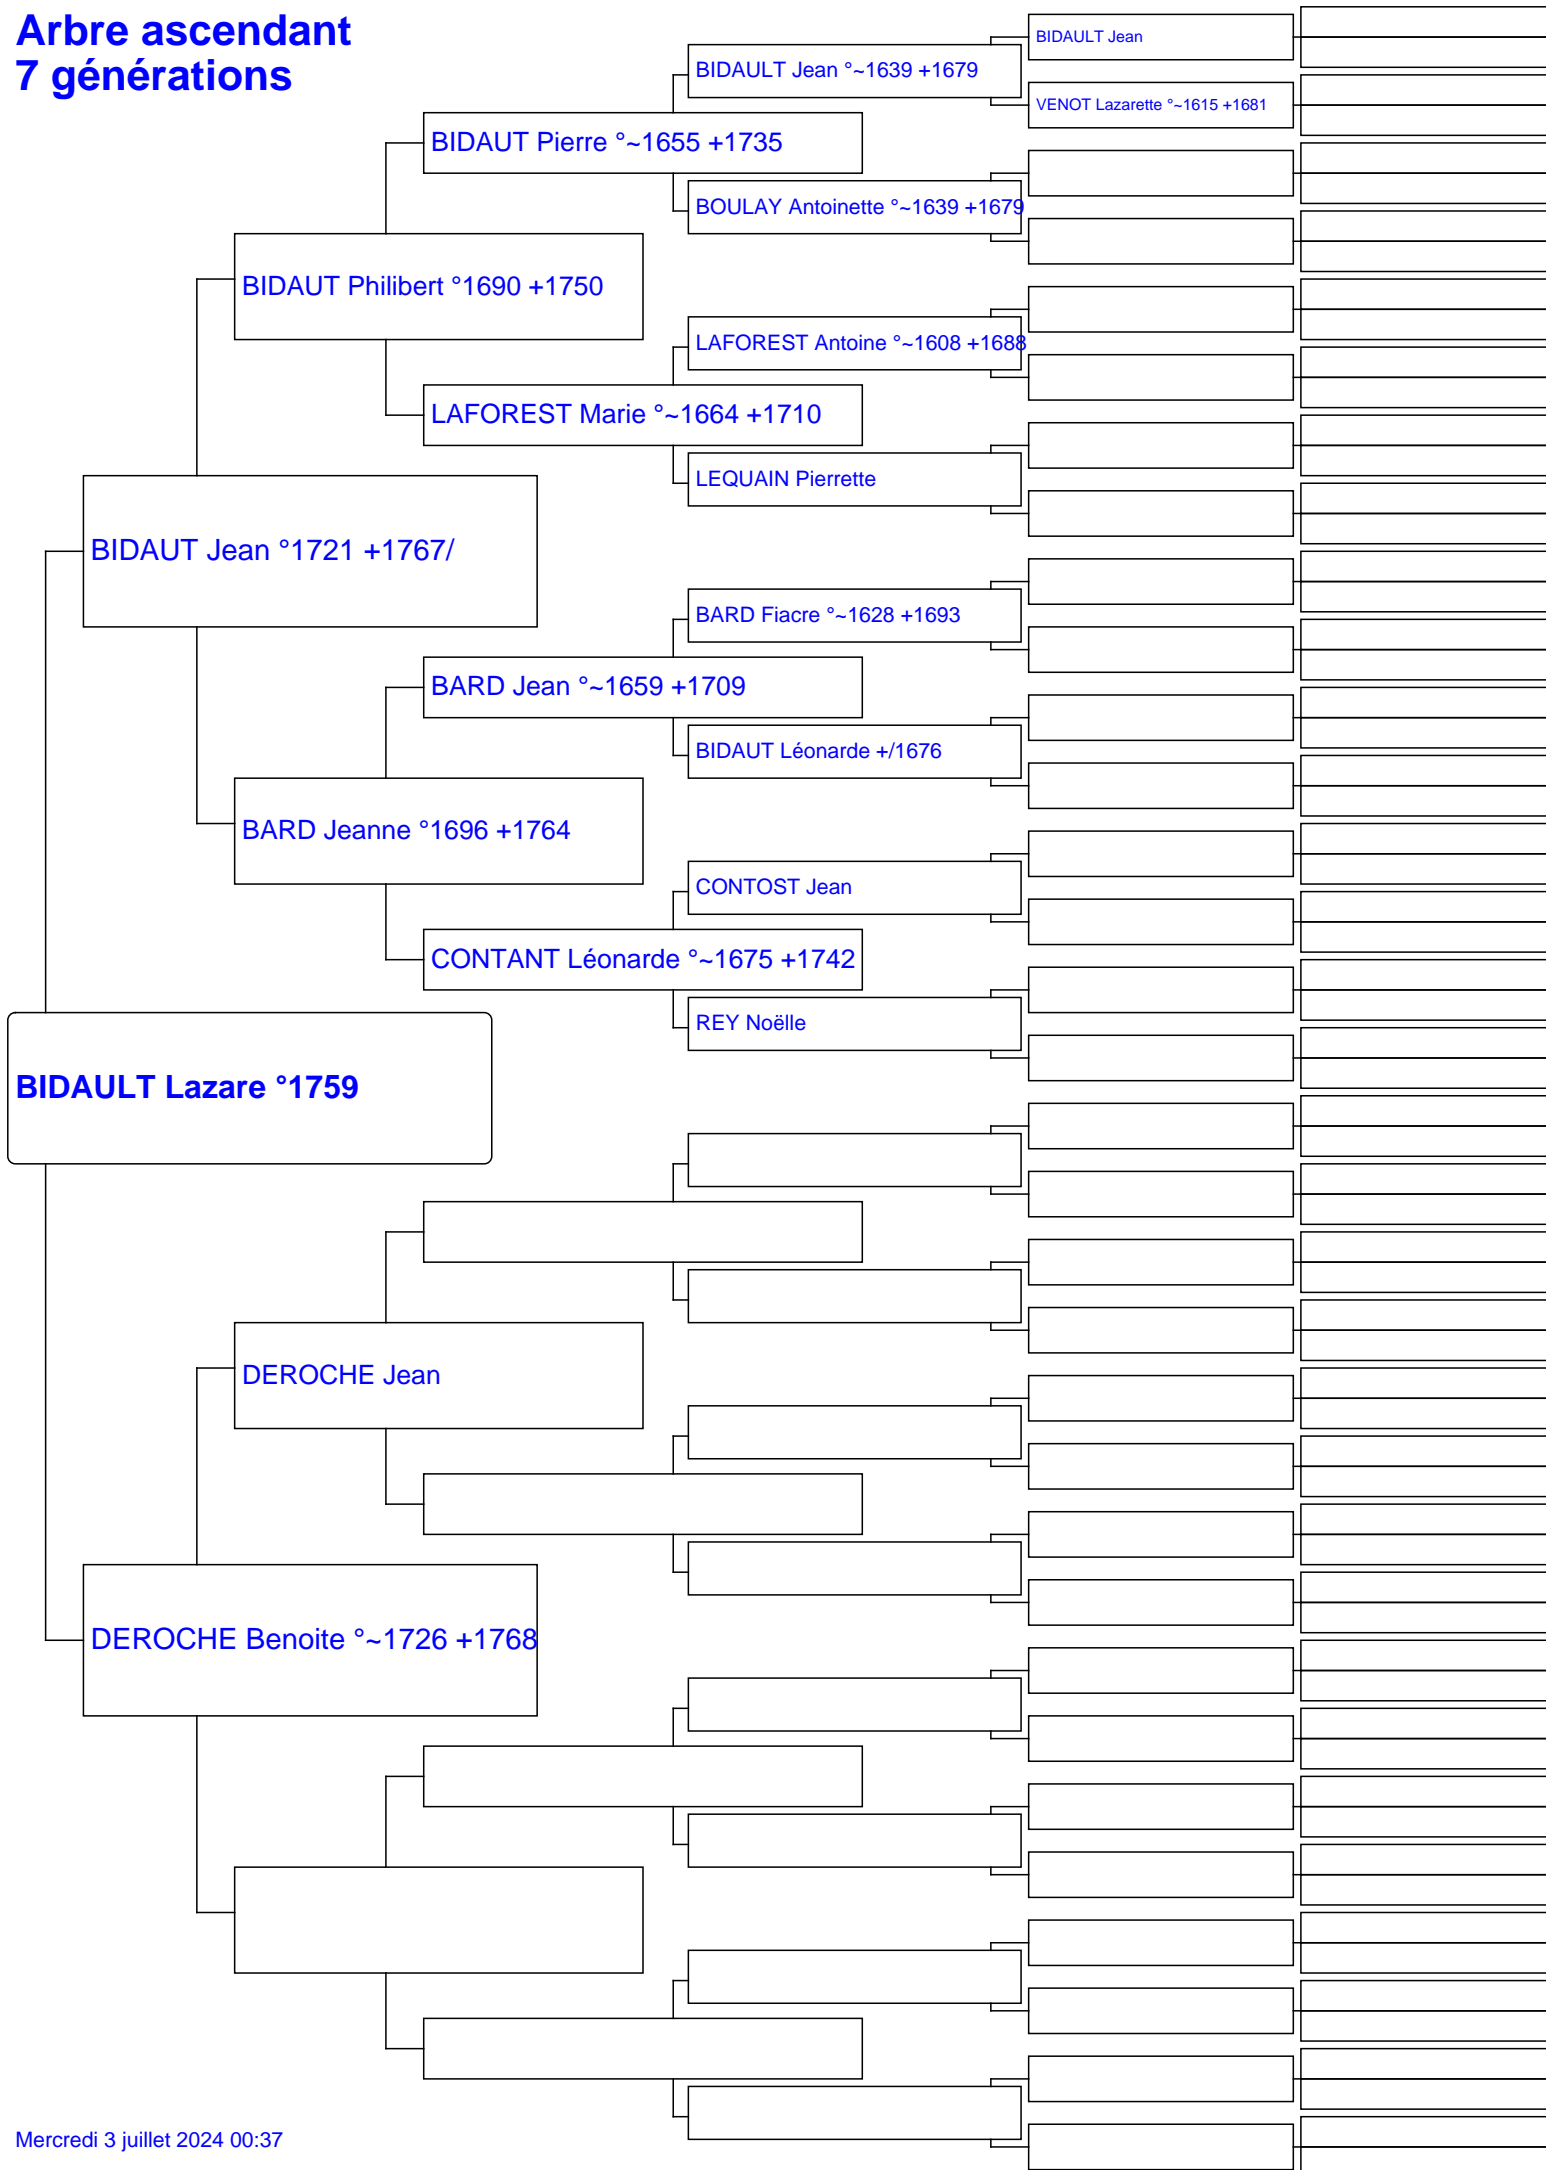 Arbre ascendant
7 générations
BIDAULT Jean
BIDAULT Jean °~1639 +1679
VENOT Lazarette °~1615 +1681
BIDAUT Pierre °~1655 +1735
BOULAY Antoinette °~1639 +1679
BIDAUT Philibert °1690 +1750
LAFOREST Antoine °~1608 +1688
LAFOREST Marie °~1664 +1710
LEQUAIN Pierrette
BIDAUT Jean °1721 +1767/
BARD Fiacre °~1628 +1693
BARD Jean °~1659 +1709
BIDAUT Léonarde +/1676
BARD Jeanne °1696 +1764
CONTOST Jean
CONTANT Léonarde °~1675 +1742
REY Noëlle
BIDAULT Lazare °1759
DEROCHE Jean
DEROCHE Benoite °~1726 +1768
Mercredi 3 juillet 2024 00:37